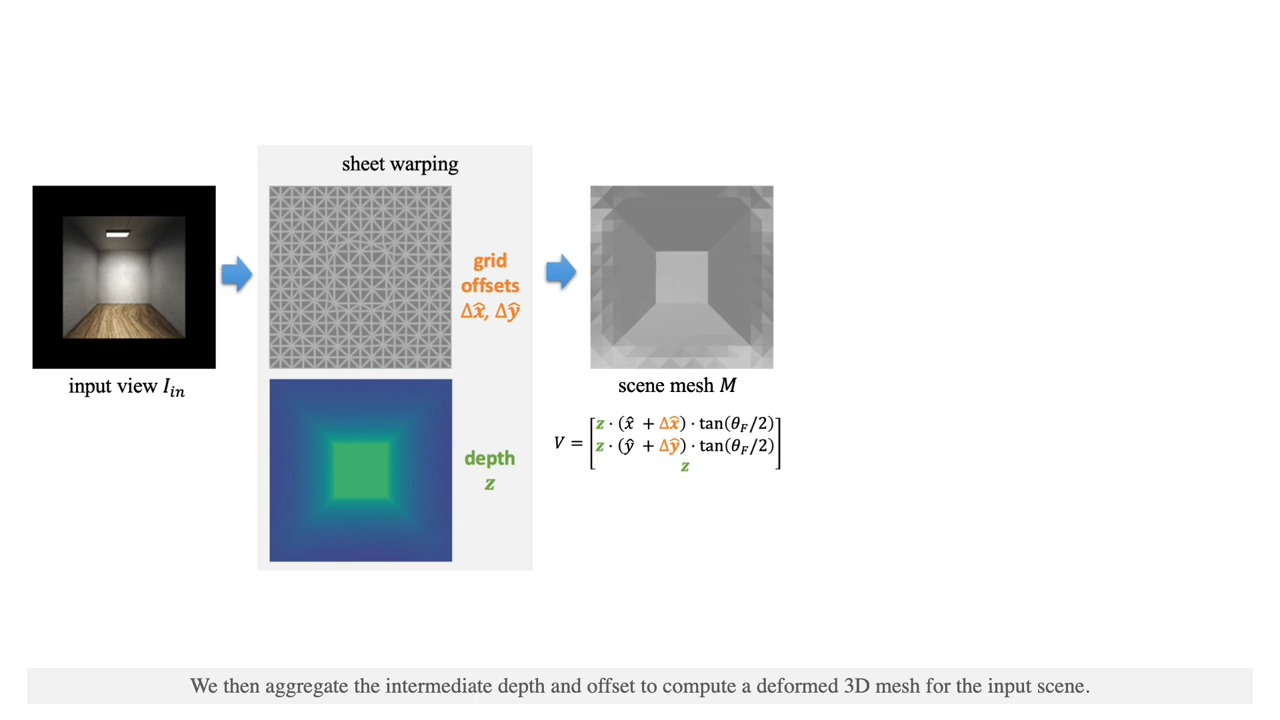 sheet warping
grid
offsets
Δx̂, Δŷ
input view I_in
depth
z
scene mesh M
V = [z · (x̂ + Δx̂) · tan(θ_F/2)
z · (ŷ + Δŷ) · tan(θ_F/2)
z]
We then aggregate the intermediate depth and offset to compute a deformed 3D mesh for the input scene.